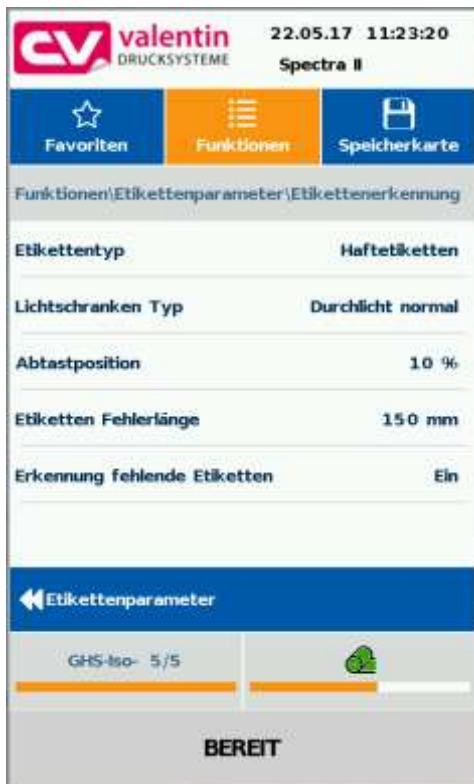 CV valentin
DRUCKSYSTEME
22.05.17 11:23:20
Spectra II
Favoriten
Funktionen
Speicherkarte
Funktionen\Etikettenparameter\Etikettenerkennung
Etikettentyp Haftetiketten
Lichtschranken Typ Durchlicht normal
Abtastposition 10 %
Etiketten Fehlerlänge 150 mm
Erkennung fehlende Etiketten Ein
Etikettenparameter
GHS-Iso- 5/5
BEREIT